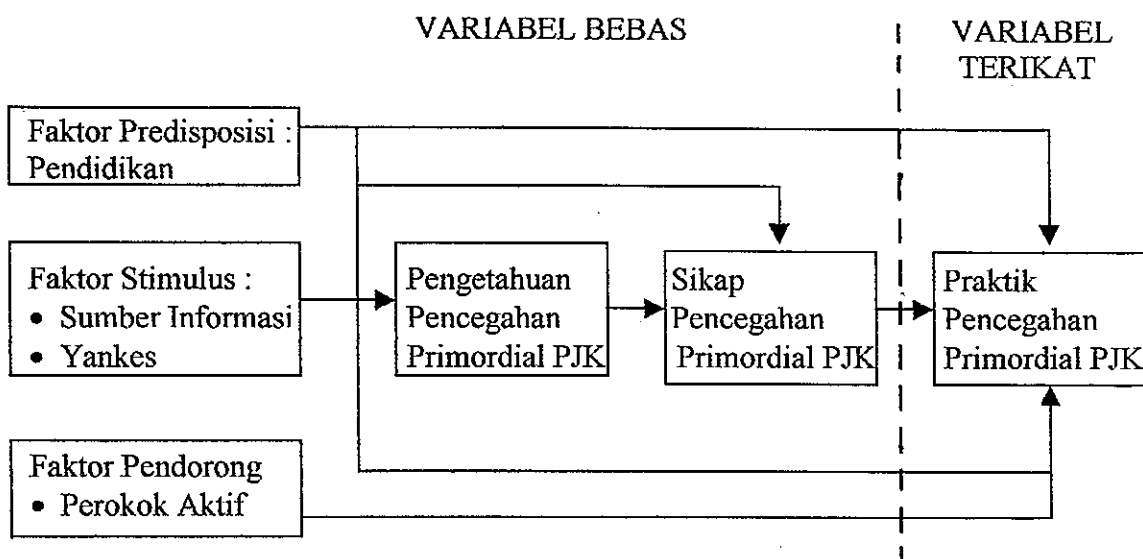 VARIABEL BEBAS
VARIABEL
TERIKAT
Faktor Predisposisi :
Pendidikan
Faktor Stimulus :
• Sumber Informasi
• Yankes
Pengetahuan
Pencegahan
Primordial PJK
Sikap
Pencegahan
Primordial PJK
Praktik
Pencegahan
Primordial PJK
Faktor Pendorong
• Perokok Aktif